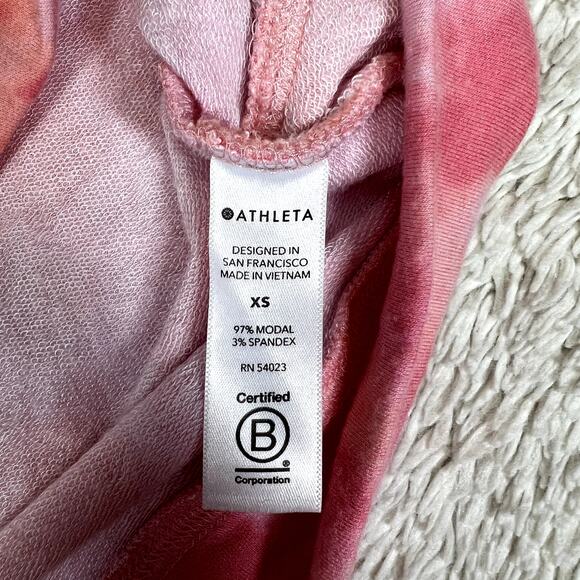 ATHLETA
DESIGNED IN
SAN FRANCISCO
MADE IN VIETNAM
XS
97% MODAL
3% SPANDEX
RN 54023
Certified
B
®
Corporation